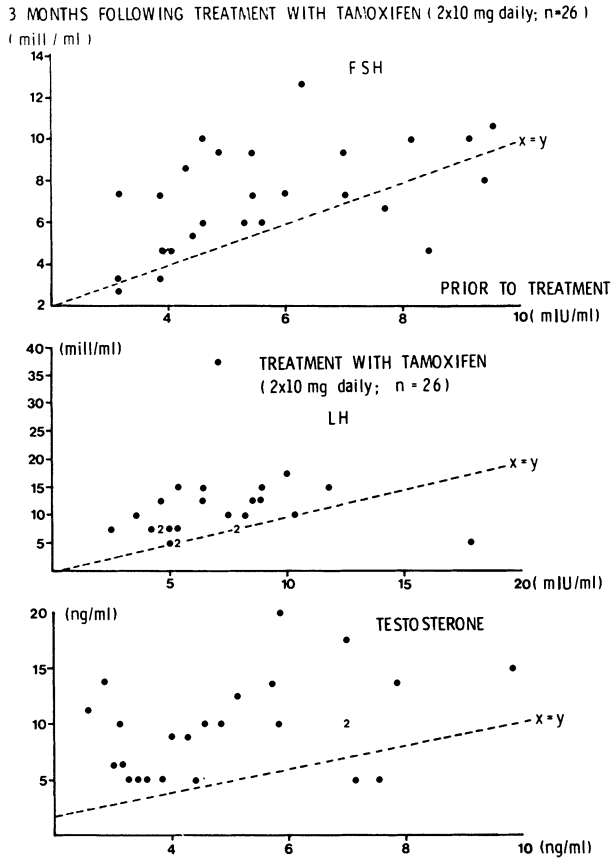 3 MONTHS FOLLOWING TREATMENT WITH TAMOXIFEN (2x10 mg daily; n=26)
(mill/ml)
14
FSH
12
10
x=y
8
6
4
PRIOR TO TREATMENT
2
4
6
8
10(mIU/ml)
40
(mill/ml)
35
TREATMENT WITH TAMOXIFEN
(2x10 mg daily; n=26)
30
LH
25
20
x=y
15
10
2
2
5
2
5
10
15
20(mIU/ml)
20
(ng/ml)
TESTOSTERONE
15
10
2
x=y
5
4
6
8
10 (ng/ml)